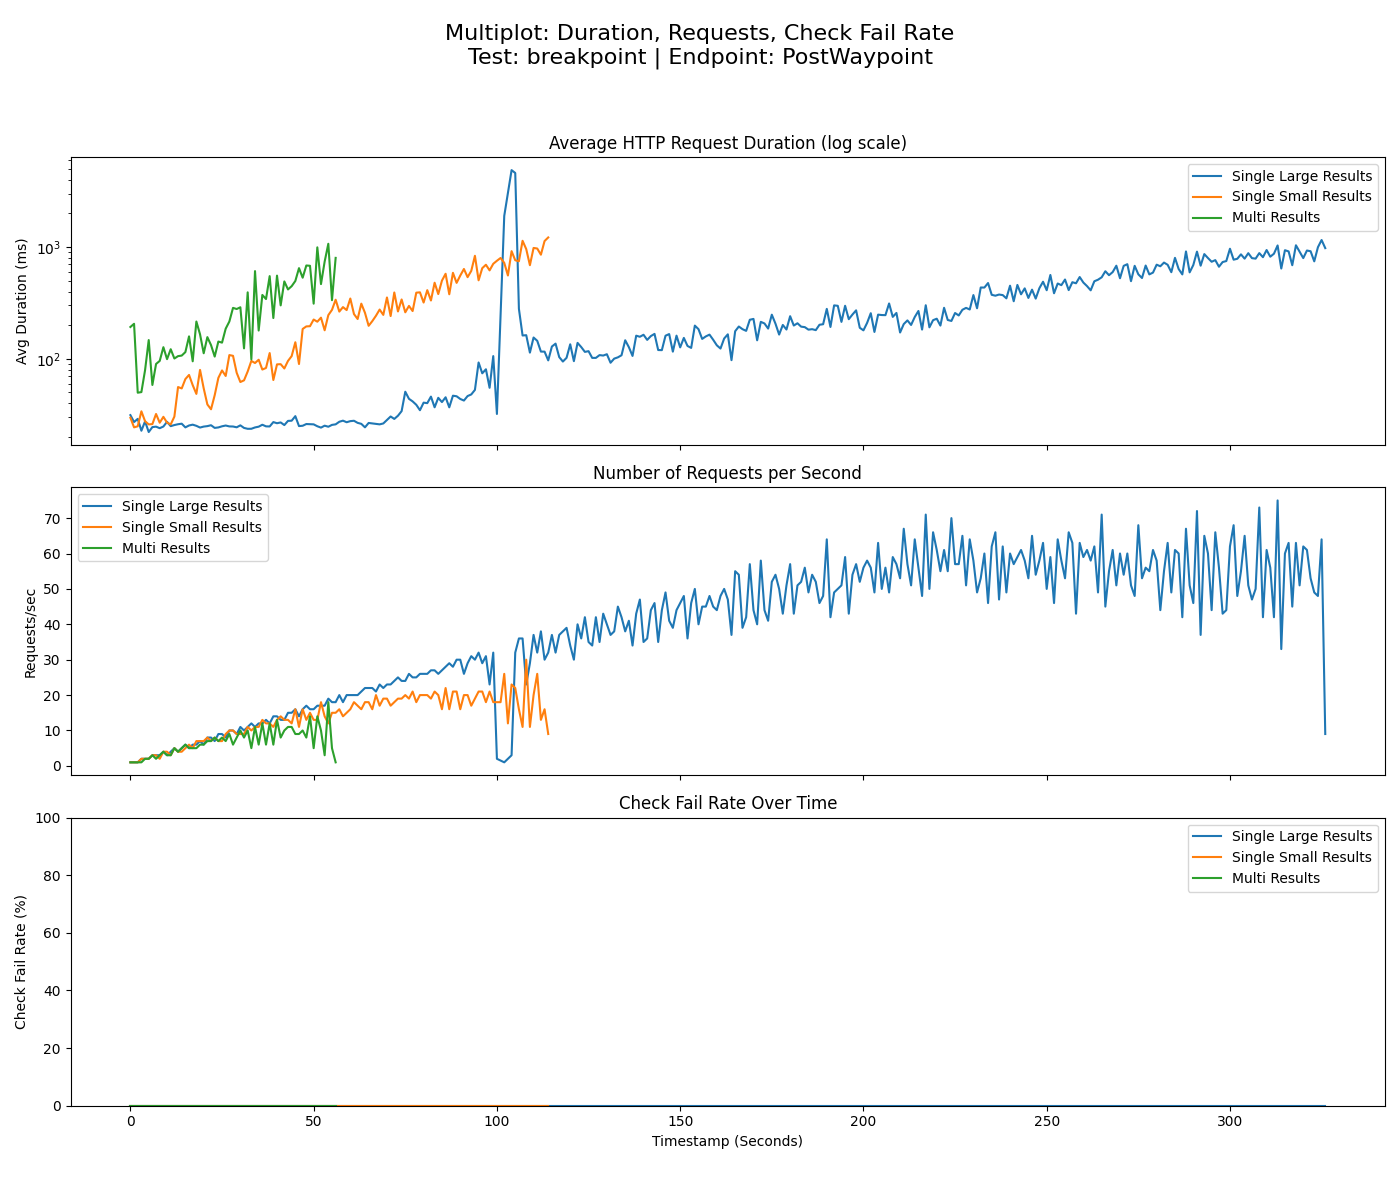 Multiplot: Duration, Requests, Check Fail Rate
Test: breakpoint | Endpoint: PostWaypoint
Average HTTP Request Duration (log scale)
Avg Duration (ms)
10³
10²
Single Large Results
Single Small Results
Multi Results
Number of Requests per Second
Requests/sec
70
60
50
40
30
20
10
0
Single Large Results
Single Small Results
Multi Results
Check Fail Rate Over Time
Check Fail Rate (%)
100
80
60
40
20
0
Single Large Results
Single Small Results
Multi Results
0 50 100 150 200 250 300
Timestamp (Seconds)